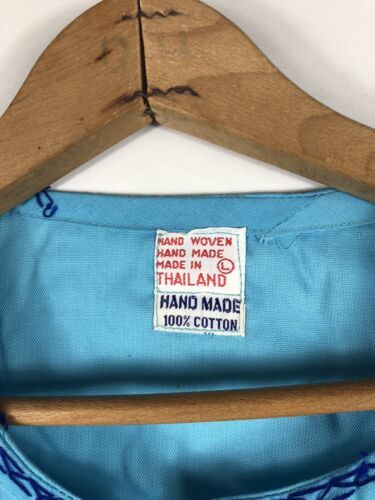 HAND WOVEN
HAND MADE
MADE IN Ⓛ
THAILAND
HAND MADE
100% COTTON